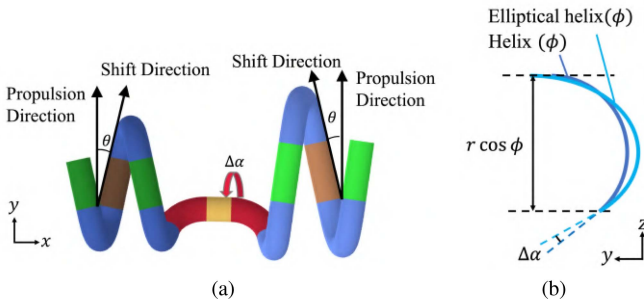 Shift Direction
Shift Direction
Propulsion
Direction
Propulsion
Direction
θ
θ
Δα
y
x
(a)
Elliptical helix(ϕ)
Helix (ϕ)
r cos ϕ
Δα
z
y
(b)